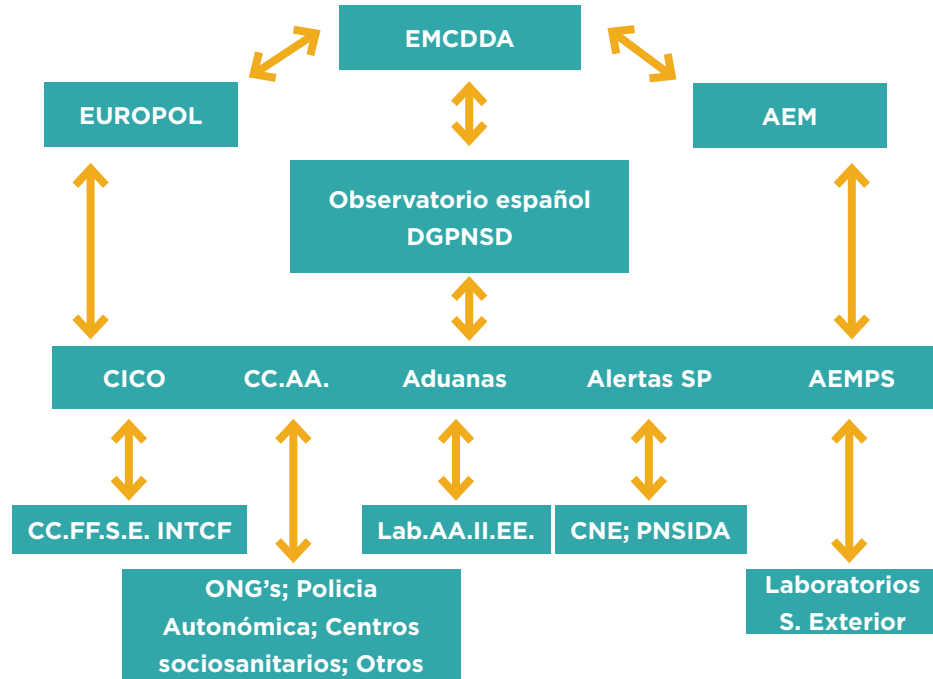 EMCDDA
EUROPOL
AEM
Observatorio español
DGPNSD
CICO CC.AA. Aduanas Alertas SP AEMPS
CC.FF.S.E. INTCF
Lab.AA.II.EE.
CNE; PNSIDA
ONG’s; Policia
Autonómica; Centros
sociosanitarios; Otros
Laboratorios
S. Exterior